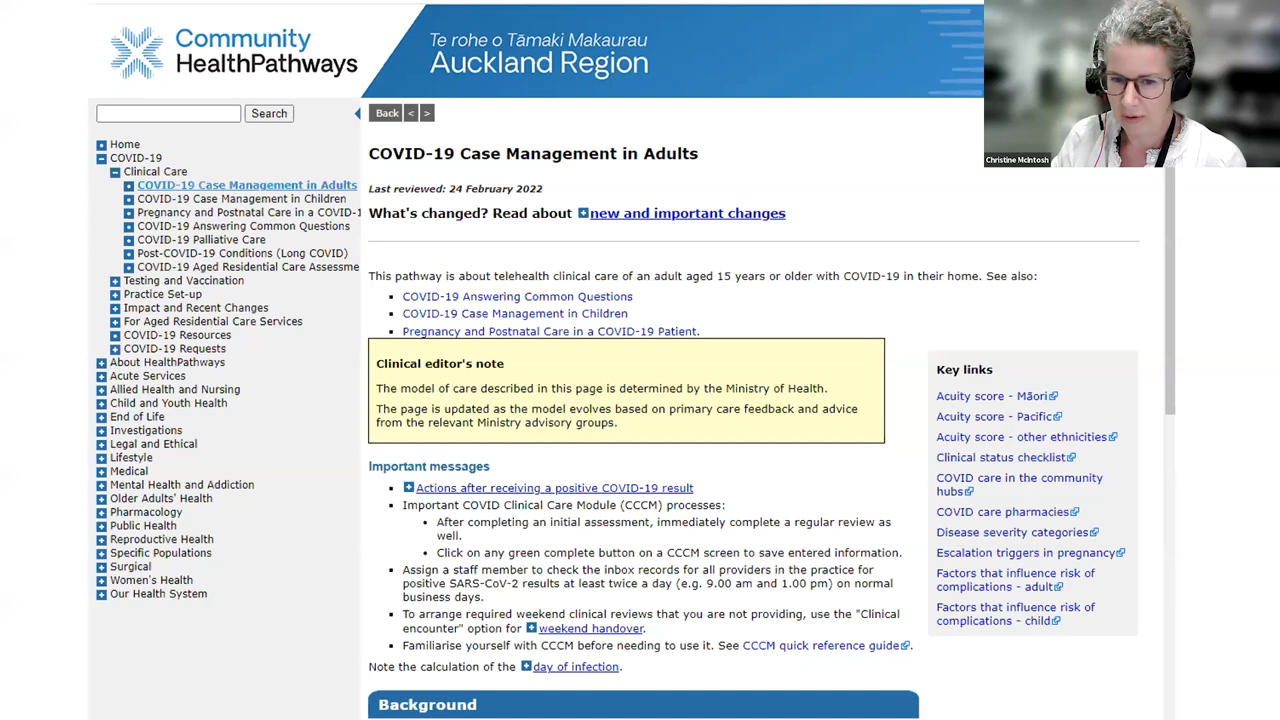 Community
HealthPathways
Te rohe o Tāmaki Makaurau
Auckland Region
Christine McIntosh
Search
Home
COVID-19
Clinical Care
COVID-19 Case Management in Adults
COVID-19 Case Management in Children
Pregnancy and Postnatal Care in a COVID-1
COVID-19 Answering Common Questions
COVID-19 Palliative Care
Post-COVID-19 Conditions (Long COVID)
COVID-19 Aged Residential Care Assessme
Testing and Vaccination
Practice Set-up
Impact and Recent Changes
For Aged Residential Care Services
COVID-19 Resources
COVID-19 Requests
About HealthPathways
Acute Services
Allied Health and Nursing
Child and Youth Health
End of Life
Investigations
Legal and Ethical
Lifestyle
Medical
Mental Health and Addiction
Older Adults' Health
Pharmacology
Public Health
Reproductive Health
Specific Populations
Surgical
Women's Health
Our Health System
Back < >
COVID-19 Case Management in Adults
Last reviewed: 24 February 2022
What's changed? Read about new and important changes
This pathway is about telehealth clinical care of an adult aged 15 years or older with COVID-19 in their home. See also:
COVID-19 Answering Common Questions
COVID-19 Case Management in Children
Pregnancy and Postnatal Care in a COVID-19 Patient.
Clinical editor's note
The model of care described in this page is determined by the Ministry of Health.
The page is updated as the model evolves based on primary care feedback and advice
from the relevant Ministry advisory groups.
Important messages
Actions after receiving a positive COVID-19 result
Important COVID Clinical Care Module (CCCM) processes:
After completing an initial assessment, immediately complete a regular review as
well.
Click on any green complete button on a CCCM screen to save entered information.
Assign a staff member to check the inbox records for all providers in the practice for
positive SARS-CoV-2 results at least twice a day (e.g. 9.00 am and 1.00 pm) on normal
business days.
To arrange required weekend clinical reviews that you are not providing, use the "Clinical
encounter" option for weekend handover.
Familiarise yourself with CCCM before needing to use it. See CCCM quick reference guide.
Note the calculation of the day of infection.
Background
Key links
Acuity score - Māori
Acuity score - Pacific
Acuity score - other ethnicities
Clinical status checklist
COVID care in the community
hubs
COVID care pharmacies
Disease severity categories
Escalation triggers in pregnancy
Factors that influence risk of
complications - adult
Factors that influence risk of
complications - child